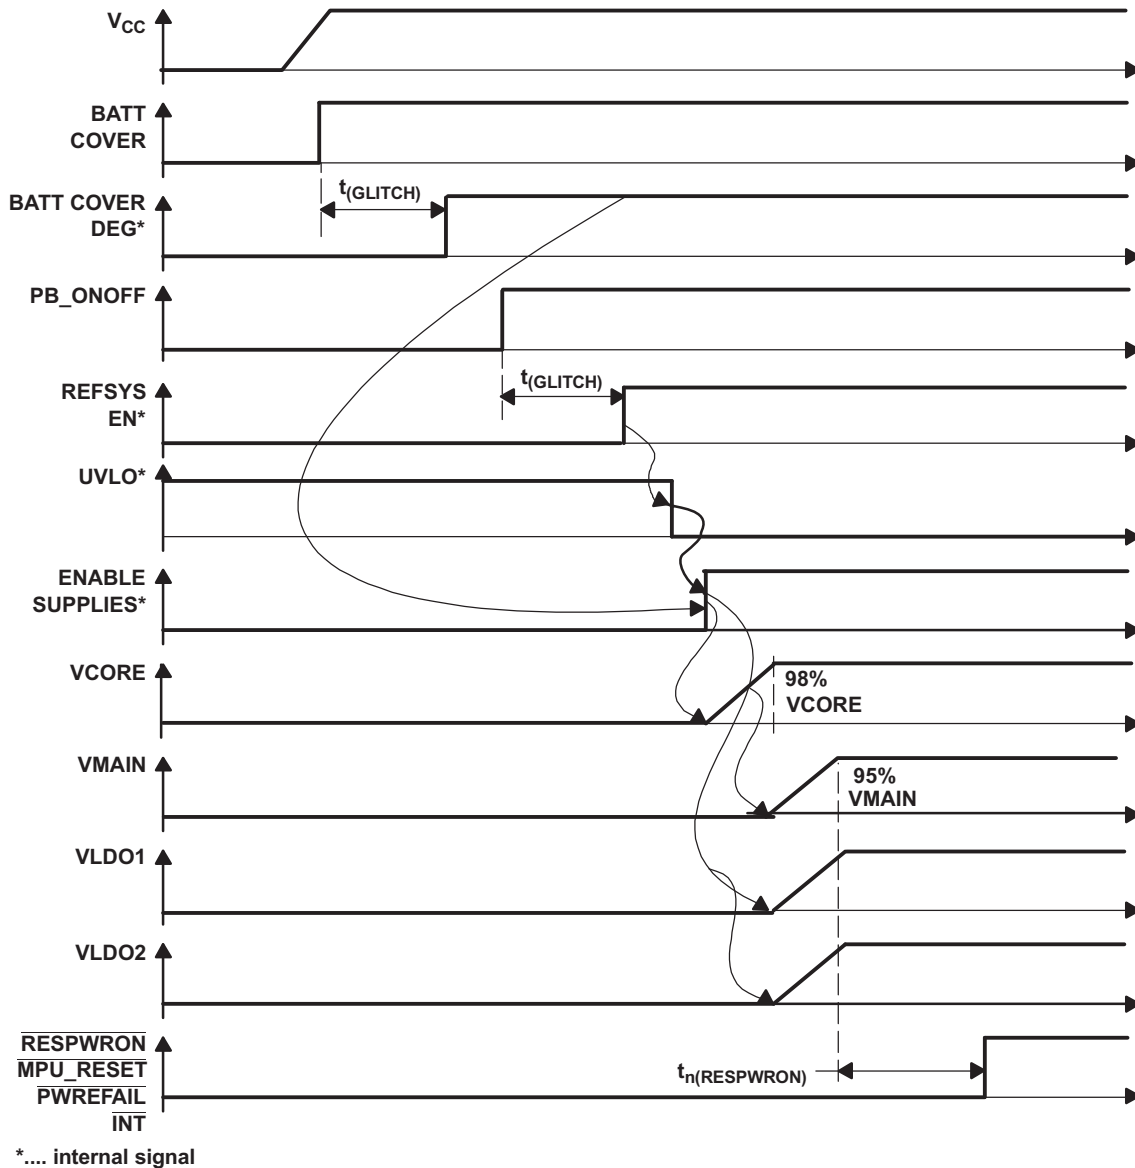 VCC
BATT
COVER
BATT COVER
DEG*
t(GLITCH)
PB_ONOFF
REFSYS
EN*
t(GLITCH)
UVLO*
ENABLE
SUPPLIES*
VCORE
98%
VCORE
VMAIN
95%
VMAIN
VLDO1
VLDO2
RESPWRON
MPU_RESET
PWREFAIL
INT
tn(RESPWRON)
*.... internal signal